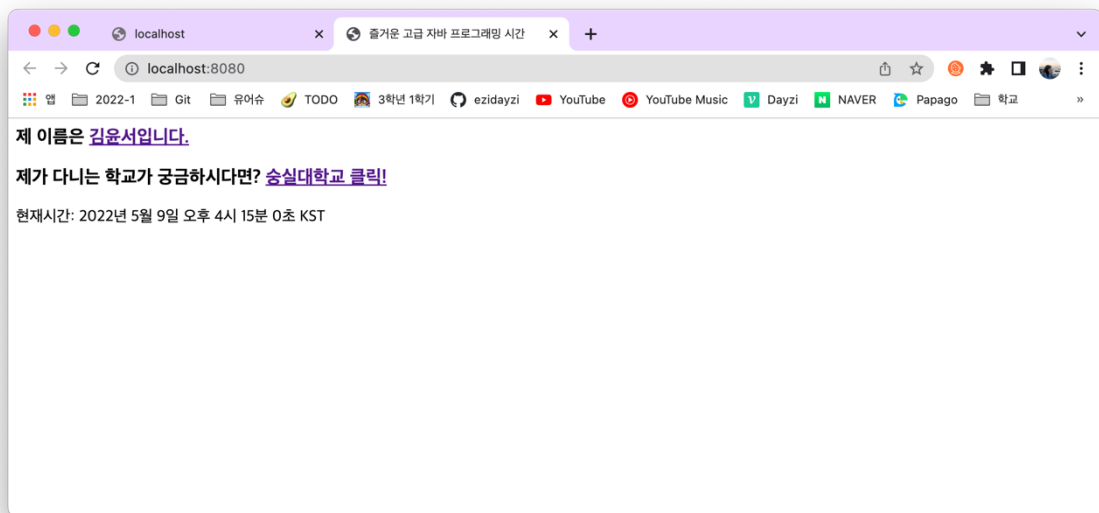 localhost
즐거운 고급 자바 프로그래밍 시간
localhost:8080
앱 2022-1 Git 유어슈 TODO 3학년 1학기 ezidayzi YouTube YouTube Music Dayzi NAVER Papago 학교 »
제 이름은 김윤서입니다.
제가 다니는 학교가 궁금하시다면? 숭실대학교 클릭!
현재시간: 2022년 5월 9일 오후 4시 15분 0초 KST